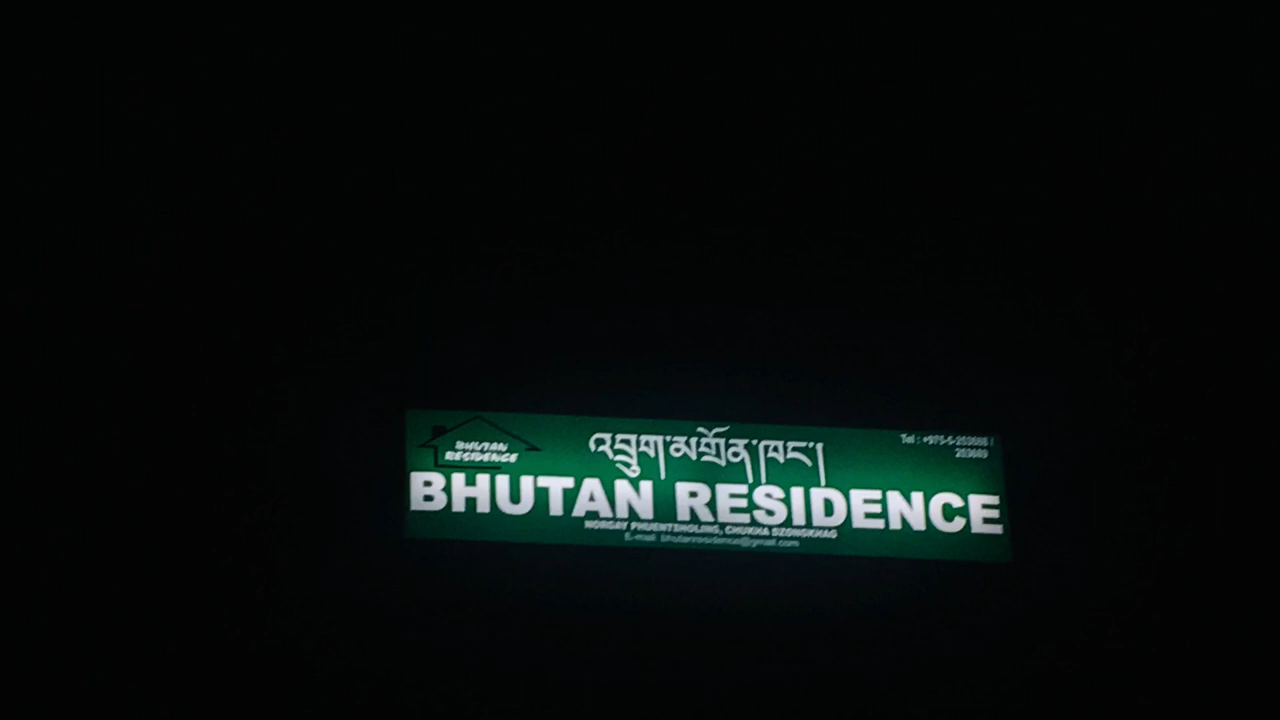 BHUTAN
RESIDENCE
འབྲུག་མགྲོན་ཁང་།
Tel : +975-5-253688 /
253689
BHUTAN RESIDENCE
NORGAY PHUENTSHOLING, CHUKHA DZONGKHAG
E-mail bhutanresidence@gmail.com